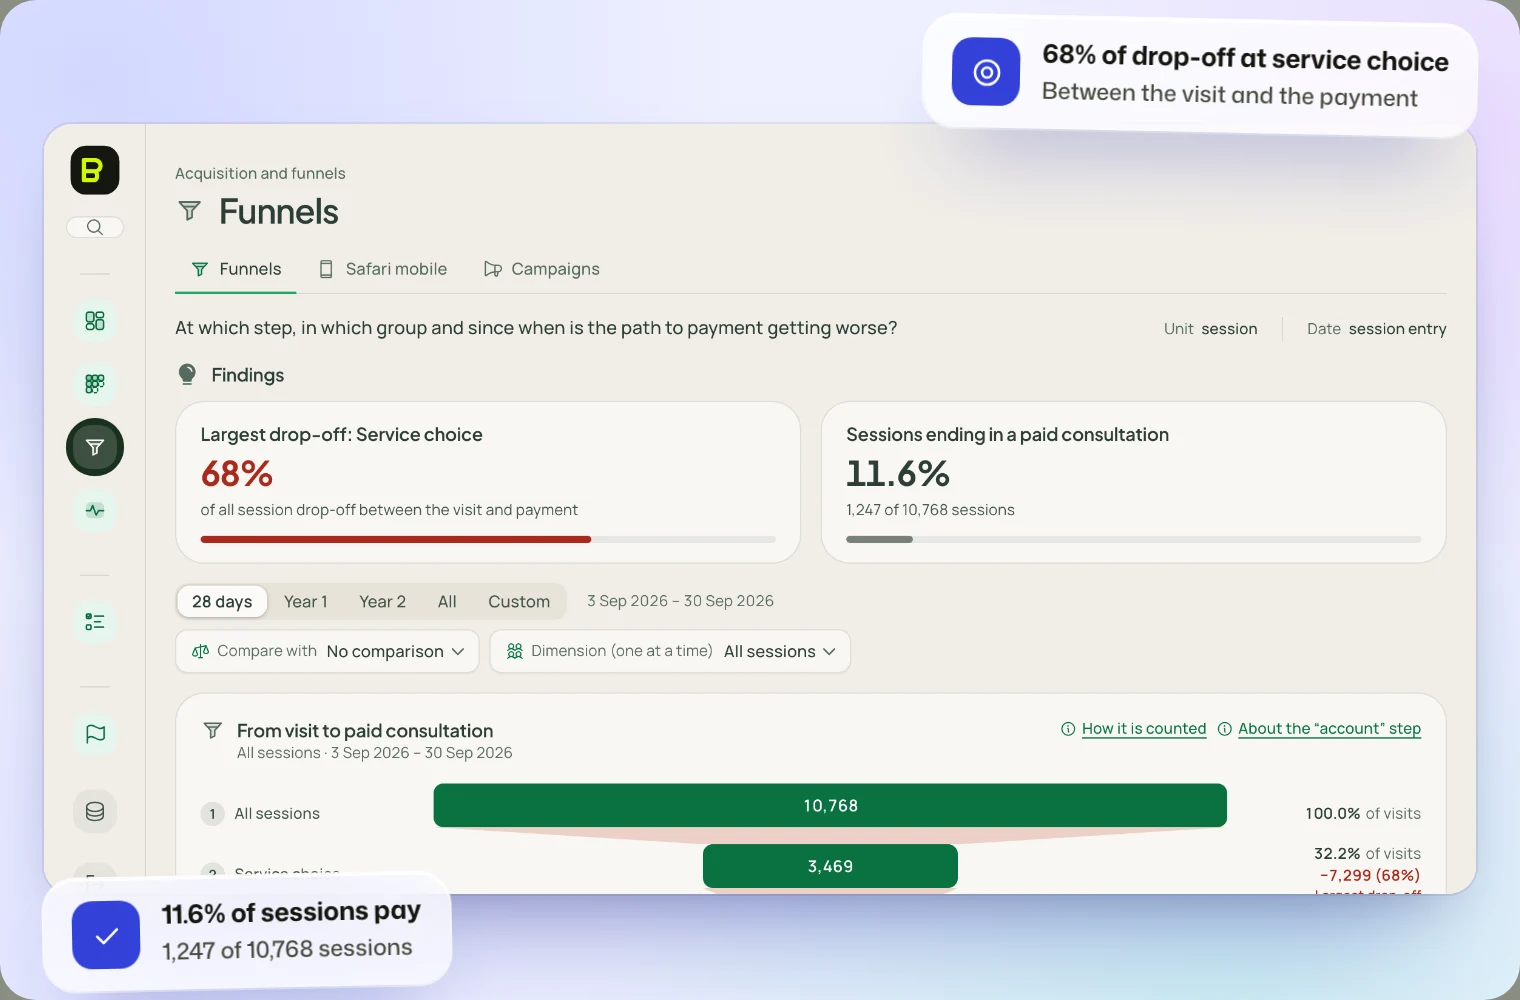 68% of drop-off at service choice
Between the visit and the payment
Acquisition and funnels
Funnels
Funnels
Safari mobile
Campaigns
At which step, in which group and since when is the path to payment getting worse?
Unit session
Date session entry
Findings
Largest drop-off: Service choice
68%
of all session drop-off between the visit and payment
Sessions ending in a paid consultation
11.6%
1,247 of 10,768 sessions
28 days
Year 1
Year 2
All
Custom
3 Sep 2026 – 30 Sep 2026
Compare with No comparison
Dimension (one at a time) All sessions
From visit to paid consultation
All sessions · 3 Sep 2026 – 30 Sep 2026
How it is counted
About the “account” step
1 All sessions
10,768
100.0% of visits
2 Service choice
3,469
32.2% of visits
−7,299 (68%)
Largest drop-off
11.6% of sessions pay
1,247 of 10,768 sessions